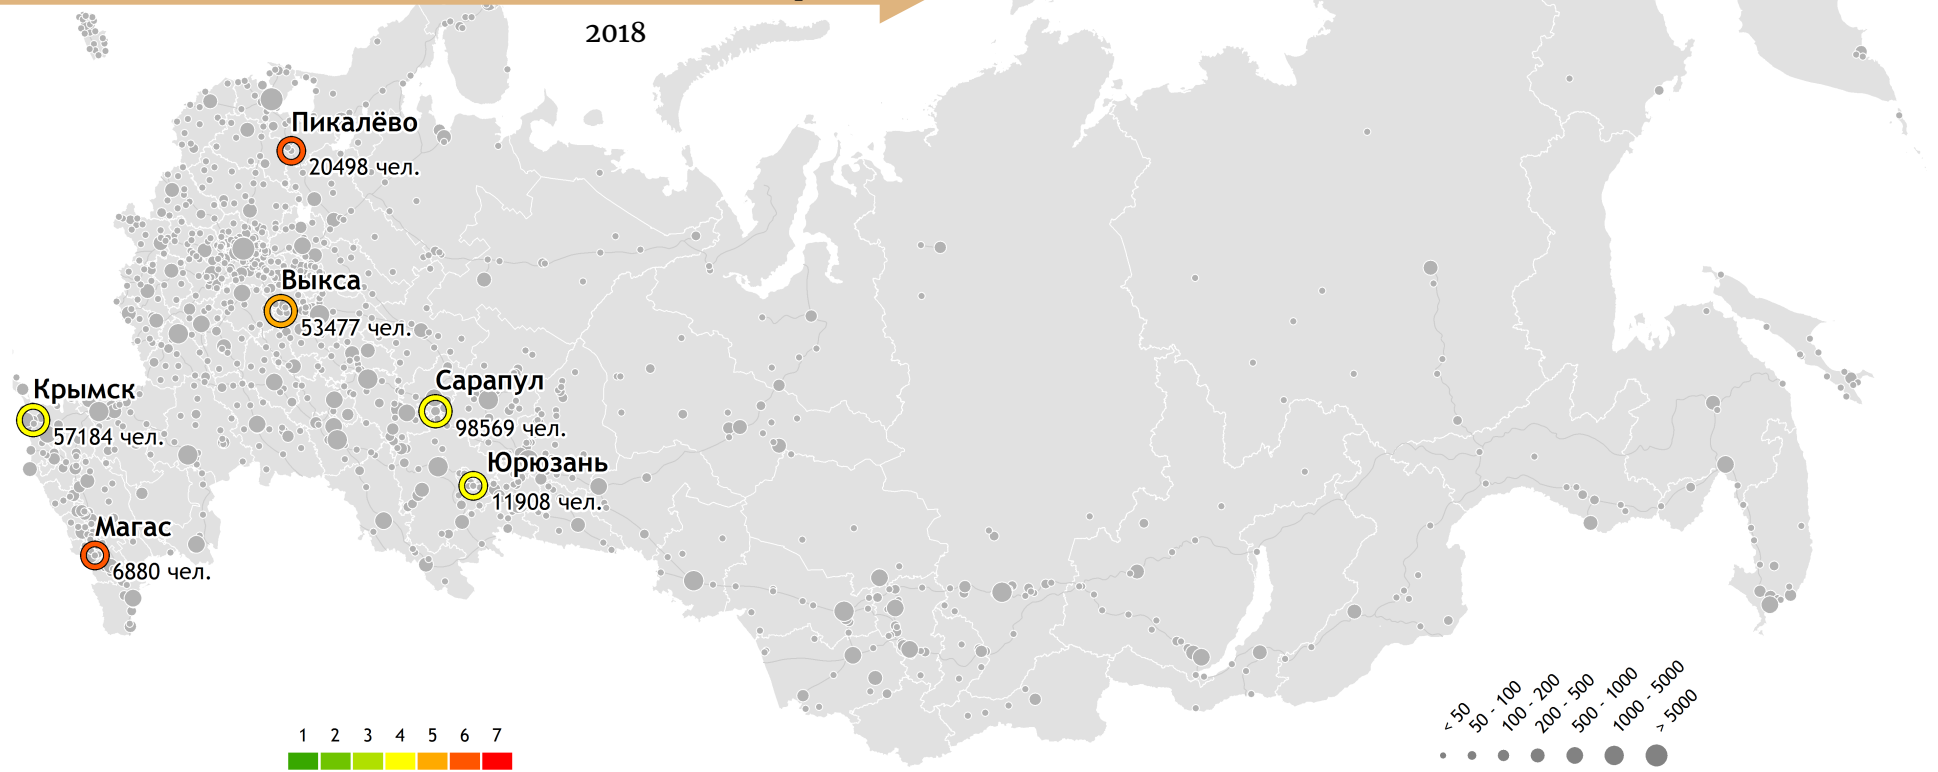 2018
Пикалёво
20498 чел.
Выкса
53477 чел.
Крымск
57184 чел.
Сарапул
98569 чел.
Юрюзань
11908 чел.
Магас
6880 чел.
1 2 3 4 5 6 7
< 50 50 - 100 100 - 200 200 - 500 500 - 1000 1000 - 5000 > 5000